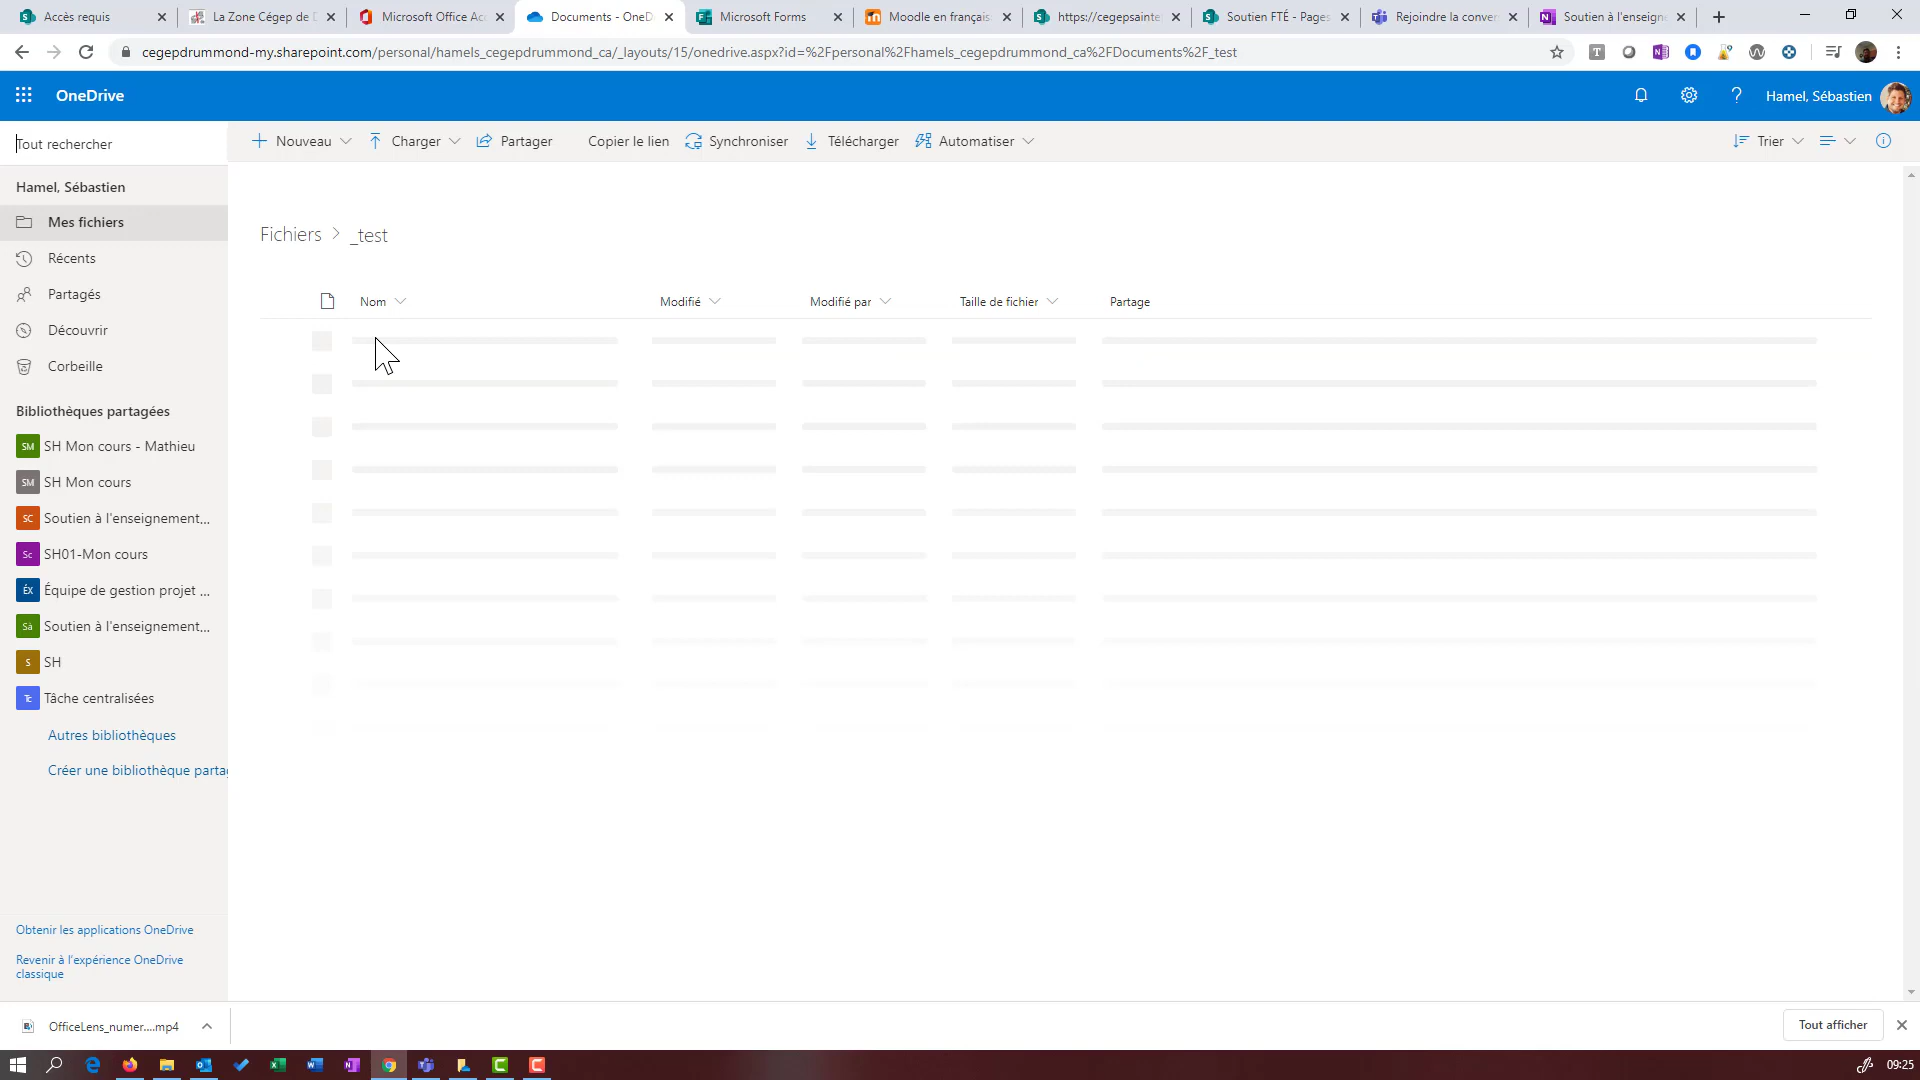 Accès requis
La Zone Cégep de D
Microsoft Office Acc
Documents - OneD
Microsoft Forms
Moodle en français
https://cegepsainte
Soutien FTÉ - Pages
Rejoindre la conver
Soutien à l'enseign
cegepdrummond-my.sharepoint.com/personal/hamels_cegepdrummond_ca/_layouts/15/onedrive.aspx?id=%2Fpersonal%2Fhamels_cegepdrummond_ca%2FDocuments%2F_test
OneDrive
Hamel, Sébastien
Tout rechercher
Nouveau
Charger
Partager
Copier le lien
Synchroniser
Télécharger
Automatiser
Trier
Hamel, Sébastien
Mes fichiers
Récents
Partagés
Découvrir
Corbeille
Bibliothèques partagées
SM SH Mon cours - Mathieu
SM SH Mon cours
SC Soutien à l'enseignement...
Sc SH01-Mon cours
ÉX Équipe de gestion projet ...
Sà Soutien à l'enseignement...
S SH
Tc Tâche centralisées
Autres bibliothèques
Créer une bibliothèque partag
Obtenir les applications OneDrive
Revenir à l'expérience OneDrive
classique
Fichiers > _test
Nom
Modifié
Modifié par
Taille de fichier
Partage
OfficeLens_numer....mp4
Tout afficher
09:25